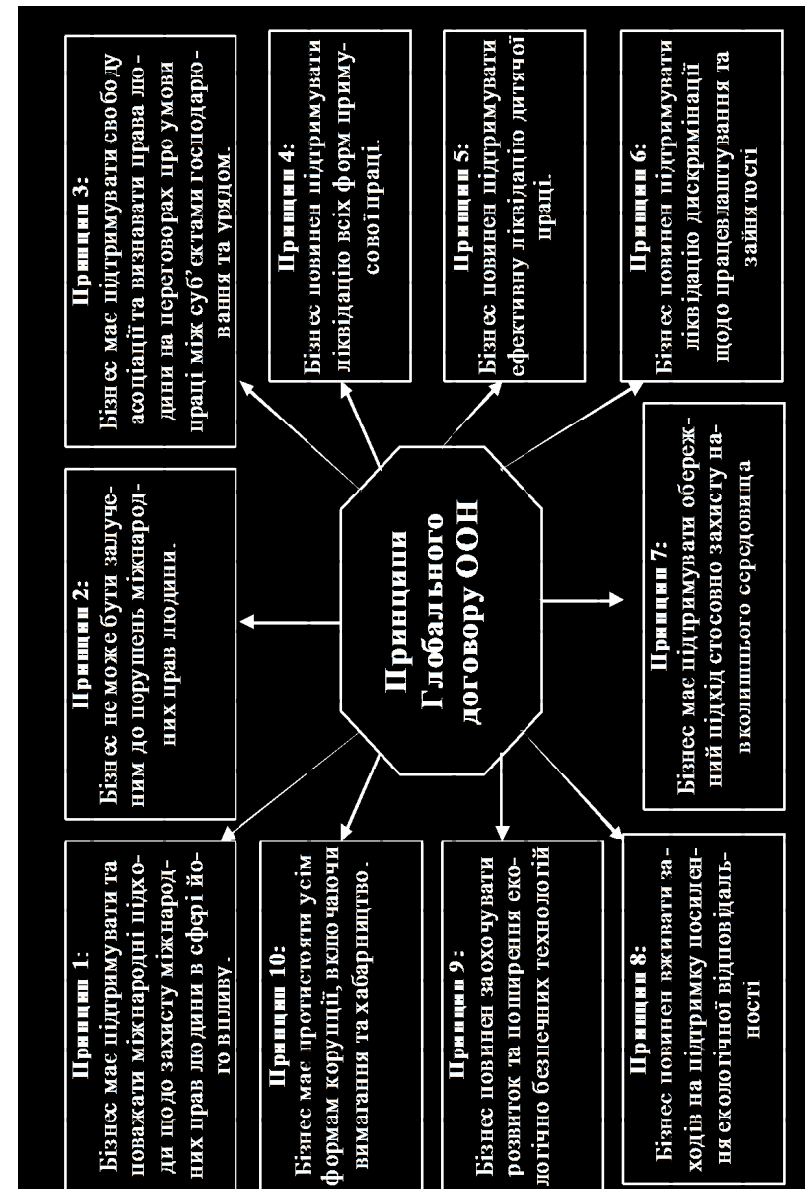 Принцип 1:
Бізнес має підтримувати та
поважати міжнародні підхо-
ди щодо захисту міжнарод-
них прав людини в сфері йо-
го впливу.
Принцип 2:
Бізнес не може бути залуче-
ним до порушень міжнарод-
них прав людини.
Принцип 3:
Бізнес має підтримувати свободу
асоціації та визнавати права лю-
дини на переговорах про умови
праці між суб’єктами господарю-
вання та урядом.
Принцип 10:
Бізнес має протистояти усім
формам корупції, включаючи
вимагання та хабарництво.
Принципи
Глобального
договору ООН
Принцип 4:
Бізнес повинен підтримувати
ліквідацію всіх форм приму-
сової праці.
Принцип 9:
Бізнес повинен заохочувати
розвиток та поширення еко-
логічно безпечних технологій
Принцип 5:
Бізнес повинен підтримувати
ефективну ліквідацію дитячої
праці.
Принцип 8:
Бізнес повинен вживати за-
ходів на підтримку посилен-
ня екологічної відповідаль-
ності
Принцип 7:
Бізнес має підтримувати обереж-
ний підхід стосовно захисту на-
вколишнього середовища
Принцип 6:
Бізнес повинен підтримувати
ліквідацію дискримінації
щодо працевлаштування та
зайнятості